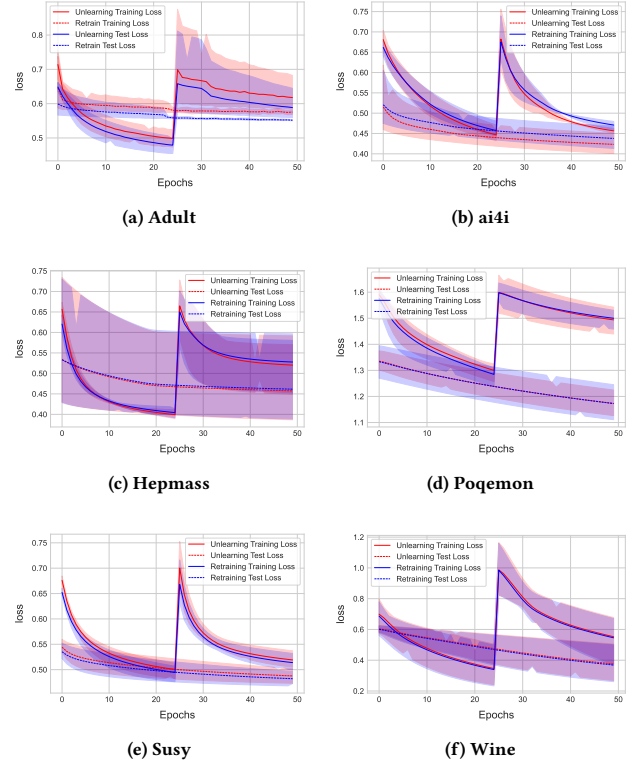 Unlearning Training Loss
Retrain Training Loss
Unlearning Test Loss
Retrain Test Loss
0.8
0.7
0.6
0.5
loss
0 10 20 30 40 50
Epochs
(a) Adult
Unlearning Training Loss
Unlearning Test Loss
Retraining Training Loss
Retraining Test Loss
0.75
0.70
0.65
0.60
0.55
0.50
0.45
0.40
loss
0 10 20 30 40 50
Epochs
(b) ai4i
Unlearning Training Loss
Unlearning Test Loss
Retraining Training Loss
Retraining Test Loss
0.75
0.70
0.65
0.60
0.55
0.50
0.45
0.40
loss
0 10 20 30 40 50
Epochs
(c) Hepmass
Unlearning Training Loss
Unlearning Test Loss
Retraining Training Loss
Retraining Test Loss
1.6
1.5
1.4
1.3
1.2
1.1
loss
0 10 20 30 40 50
Epochs
(d) Poqemon
Unlearning Training Loss
Unlearning Test Loss
Retraining Training Loss
Retraining Test Loss
0.75
0.70
0.65
0.60
0.55
0.50
loss
0 10 20 30 40 50
Epochs
(e) Susy
Unlearning Training Loss
Unlearning Test Loss
Retraining Training Loss
Retraining Test Loss
1.2
1.0
0.8
0.6
0.4
0.2
loss
0 10 20 30 40 50
Epochs
(f) Wine